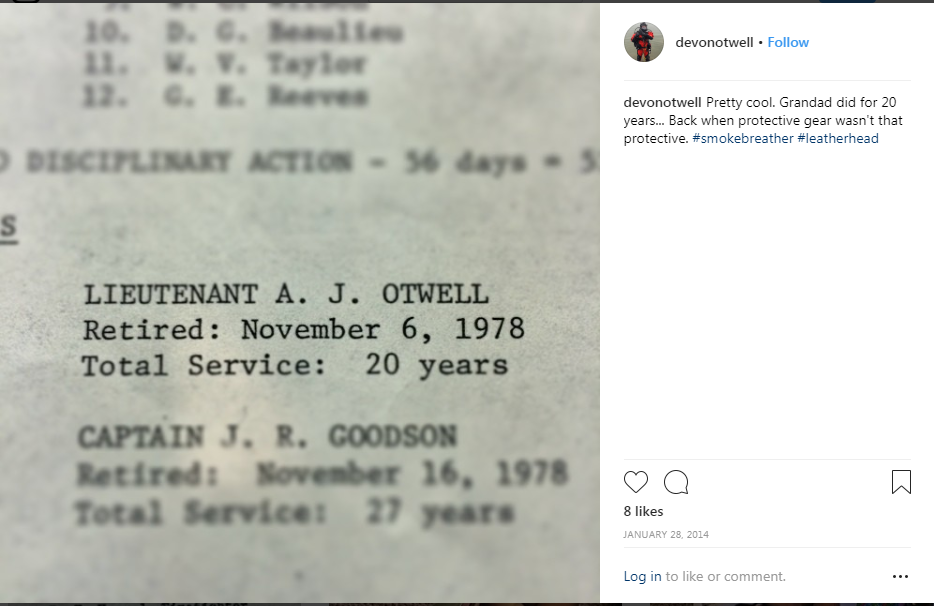 10. D. G. Beaulieu
11. W. V. Taylor
12. G. E. Reeves
DISCIPLINARY ACTION - 56 days =
S
LIEUTENANT A. J. OTWELL
Retired: November 6, 1978
Total Service: 20 years
CAPTAIN J. R. GOODSON
Retired: November 16, 1978
Total Service: 27 years
devonotwell • Follow
devonotwell Pretty cool. Grandad did for 20
years... Back when protective gear wasn't that
protective. #smokebreather #leatherhead
8 likes
JANUARY 28, 2014
Log in to like or comment.